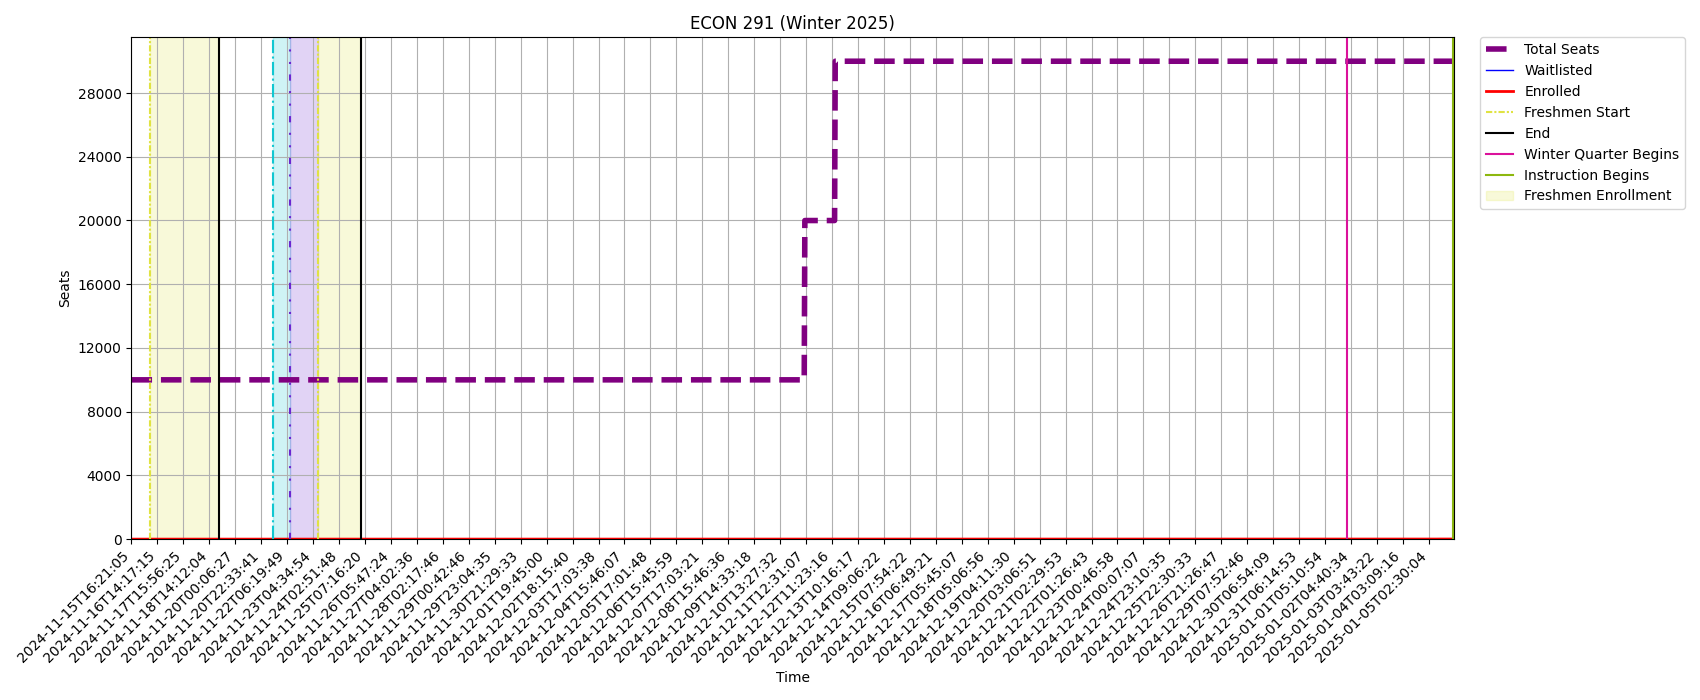 ECON 291 (Winter 2025)
Total Seats
Waitlisted
Enrolled
Freshmen Start
End
Winter Quarter Begins
Instruction Begins
Freshmen Enrollment
Seats
28000
24000
20000
16000
12000
8000
4000
0
2024-11-15T16:21:05
2024-11-16T14:17:15
2024-11-17T15:56:25
2024-11-18T14:12:04
2024-11-20T00:06:27
2024-11-20T22:33:41
2024-11-22T06:19:49
2024-11-23T04:34:54
2024-11-24T02:51:48
2024-11-25T07:16:20
2024-11-26T05:47:24
2024-11-27T04:02:36
2024-11-28T02:17:46
2024-11-29T00:42:46
2024-11-29T23:04:35
2024-11-30T21:29:33
2024-12-01T19:45:00
2024-12-02T18:15:40
2024-12-03T17:03:38
2024-12-04T15:46:07
2024-12-05T17:01:48
2024-12-06T15:45:59
2024-12-07T17:03:21
2024-12-08T15:46:36
2024-12-09T14:33:18
2024-12-10T13:27:32
2024-12-11T12:31:07
2024-12-12T11:23:16
2024-12-13T10:16:17
2024-12-14T09:06:22
2024-12-15T07:54:22
2024-12-16T06:49:21
2024-12-17T05:45:07
2024-12-18T05:06:56
2024-12-19T04:11:30
2024-12-20T03:06:51
2024-12-21T02:29:53
2024-12-22T01:26:43
2024-12-23T00:46:58
2024-12-24T00:07:07
2024-12-24T23:10:35
2024-12-25T22:30:33
2024-12-26T21:26:47
2024-12-29T07:52:46
2024-12-30T06:54:09
2024-12-31T06:14:53
2025-01-01T05:10:54
2025-01-02T04:40:34
2025-01-03T03:43:22
2025-01-04T03:09:16
2025-01-05T02:30:04
Time